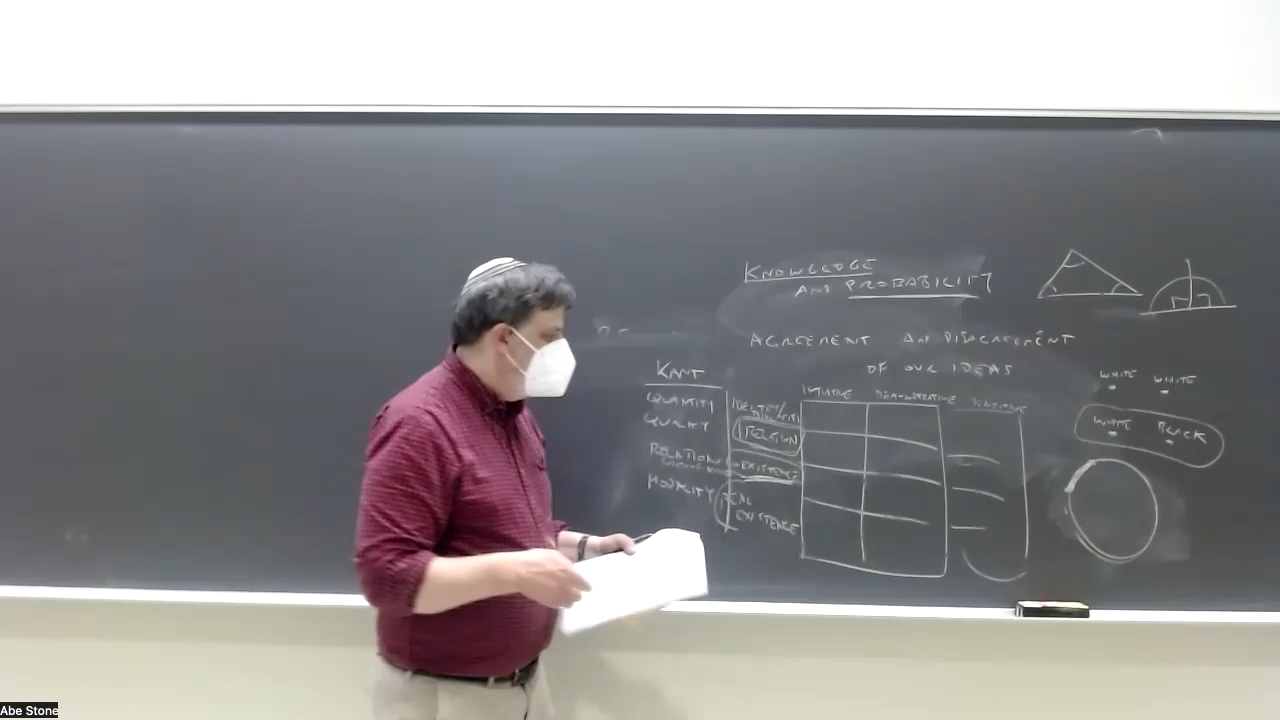 KNOWLEDGE
AND PROBABILITY
AGREEMENT AND DISAGREEMENT
OF OUR IDEAS
KANT
QUANTITY
QUALITY
RELATION
MODALITY
IDENTITY/
RELATION
COEXISTENCE
REAL
EXISTENCE
INTUITIVE DEMONSTRATIVE SENSITIVE
WHITE WHITE
WHITE BLACK
Abe Stone